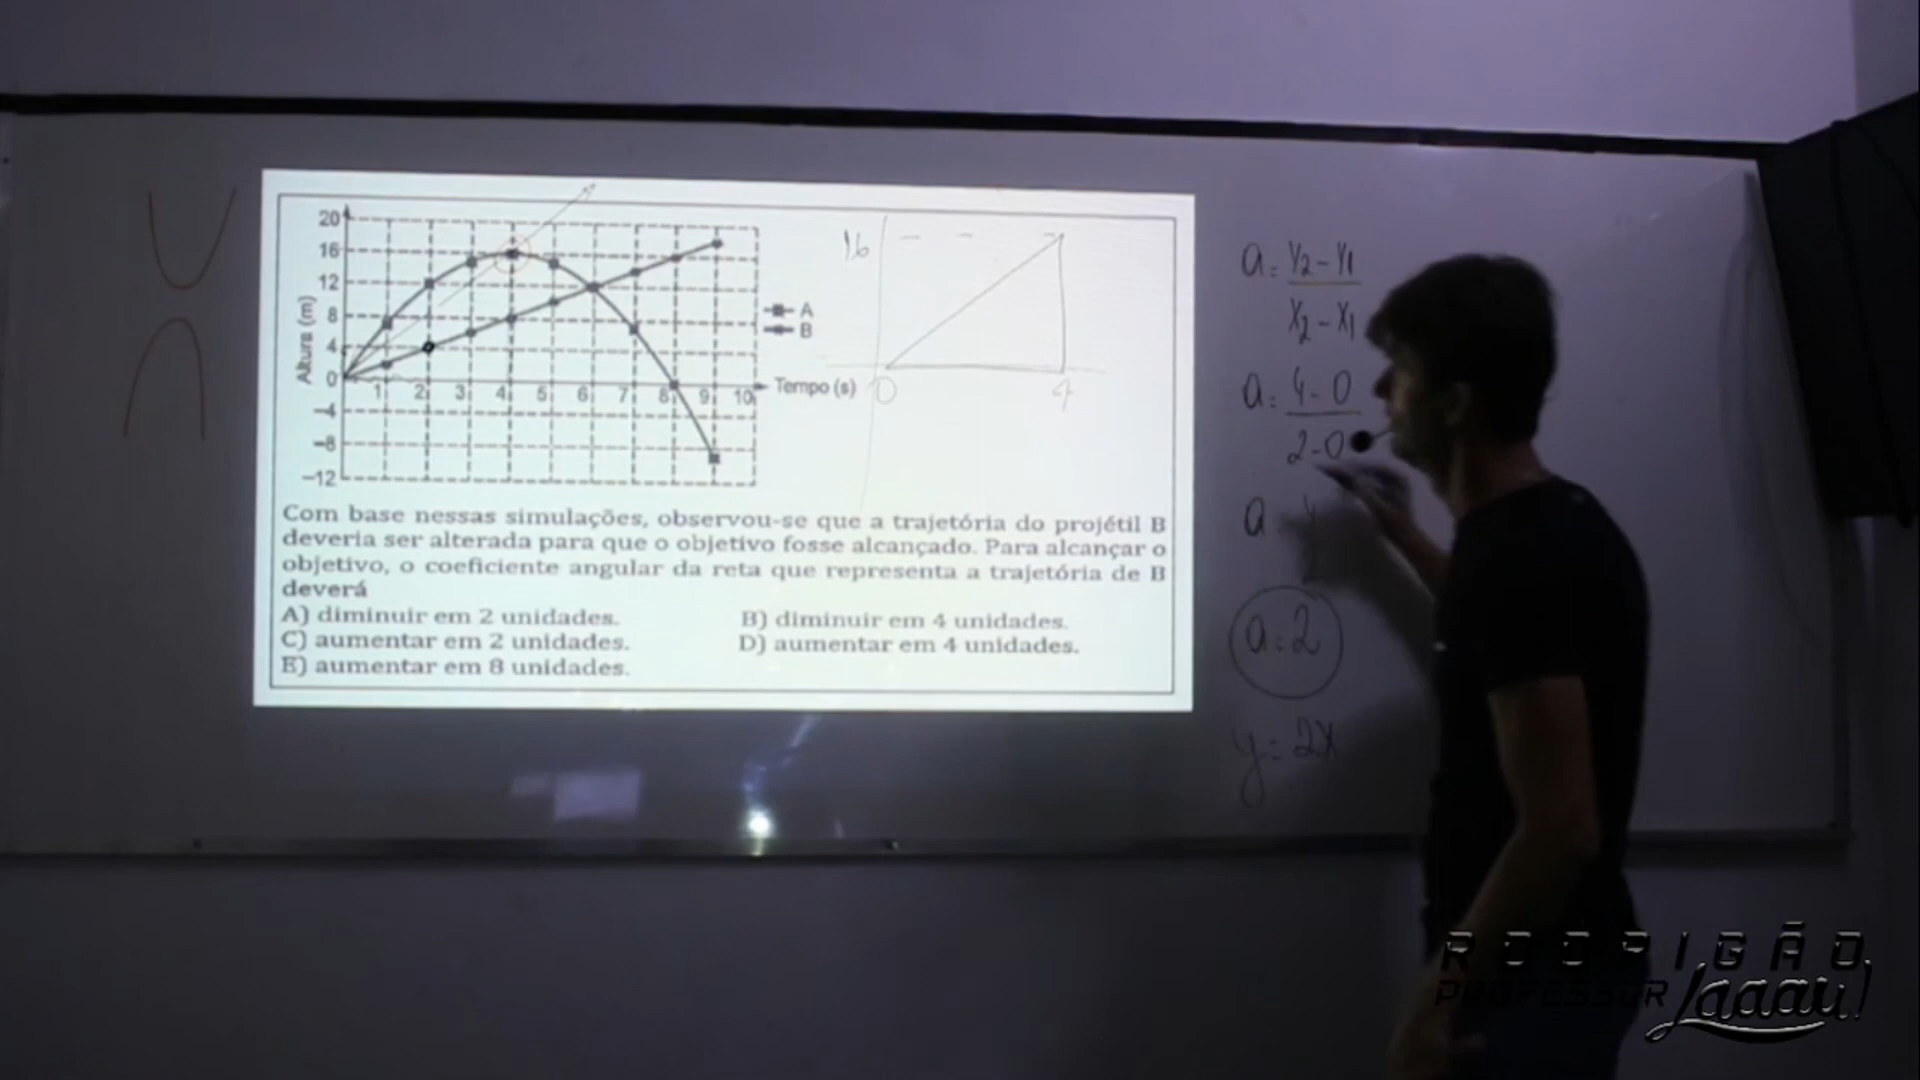 20
16
12
8
4
0
-4
-8
-12
Altura (m)
1 2 3 4 5 6 7 8 9 10
Tempo (s)
A
B
16
0 4
Com base nessas simulações, observou-se que a trajetória do projétil B
deveria ser alterada para que o objetivo fosse alcançado. Para alcançar o
objetivo, o coeficiente angular da reta que representa a trajetória de B
deverá
A) diminuir em 2 unidades. B) diminuir em 4 unidades.
C) aumentar em 2 unidades. D) aumentar em 4 unidades.
E) aumentar em 8 unidades.
a = y2 - y1
x2 - x1
a = 4 - 0
2 - 0
a =
a = 2
y = 2x
RODRIGÃO
PROFESSOR Laaau!